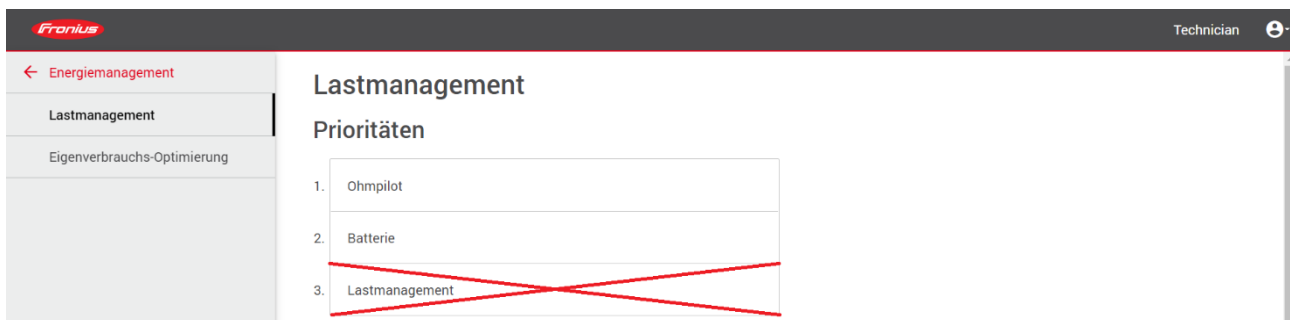 Fronius
Technician
Energiemanagement
Lastmanagement
Eigenverbrauchs-Optimierung
Lastmanagement
Prioritäten
1. Ohmpilot
2. Batterie
3. Lastmanagement